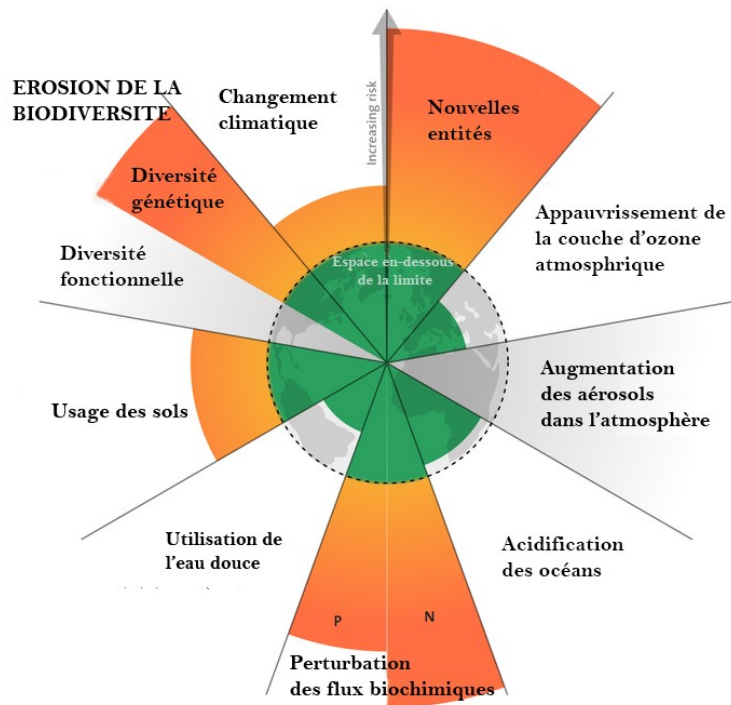 EROSION DE LA
BIODIVERSITE
Changement
climatique
Increasing risk
Nouvelles
entités
Diversité
génétique
Appauvrissement de
la couche d'ozone
atmosphrique
Diversité
fonctionnelle
Espace en-dessous
de la limite
Augmentation
des aérosols
dans l'atmosphère
Usage des sols
Utilisation de
l'eau douce
Acidification
des océans
P
N
Perturbation
des flux biochimiques